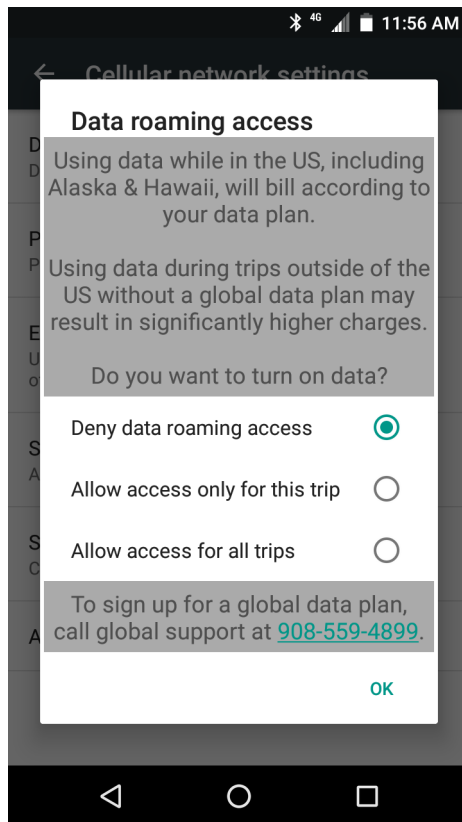 4G 11:56 AM
Cellular network settings
Data roaming access
D
D
Using data while in the US, including
Alaska & Hawaii, will bill according to
your data plan.
P
P
Using data during trips outside of the
US without a global data plan may
result in significantly higher charges.
E
U
o
Do you want to turn on data?
Deny data roaming access
S
A
Allow access only for this trip
S
C
Allow access for all trips
To sign up for a global data plan,
A
call global support at 908-559-4899.
OK